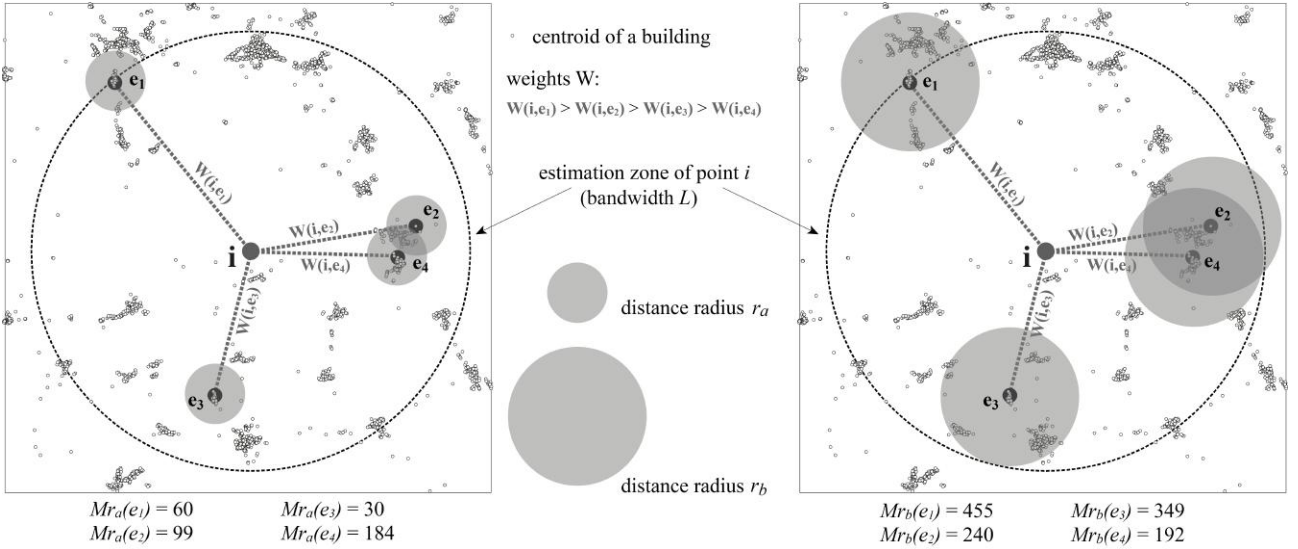 e₁
W(i,e₁)
W(i,e₂)
e₂
i
W(i,e₄)
e₄
W(i,e₃)
e₃
Mrₐ(e₁) = 60
Mrₐ(e₃) = 30
Mrₐ(e₂) = 99
Mrₐ(e₄) = 184
centroid of a building
weights W:
W(i,e₁) > W(i,e₂) > W(i,e₃) > W(i,e₄)
estimation zone of point i
(bandwidth L)
distance radius rₐ
distance radius r_b
e₁
W(i,e₁)
W(i,e₂)
e₂
i
W(i,e₄)
e₄
W(i,e₃)
e₃
Mr_b(e₁) = 455
Mr_b(e₃) = 349
Mr_b(e₂) = 240
Mr_b(e₄) = 192